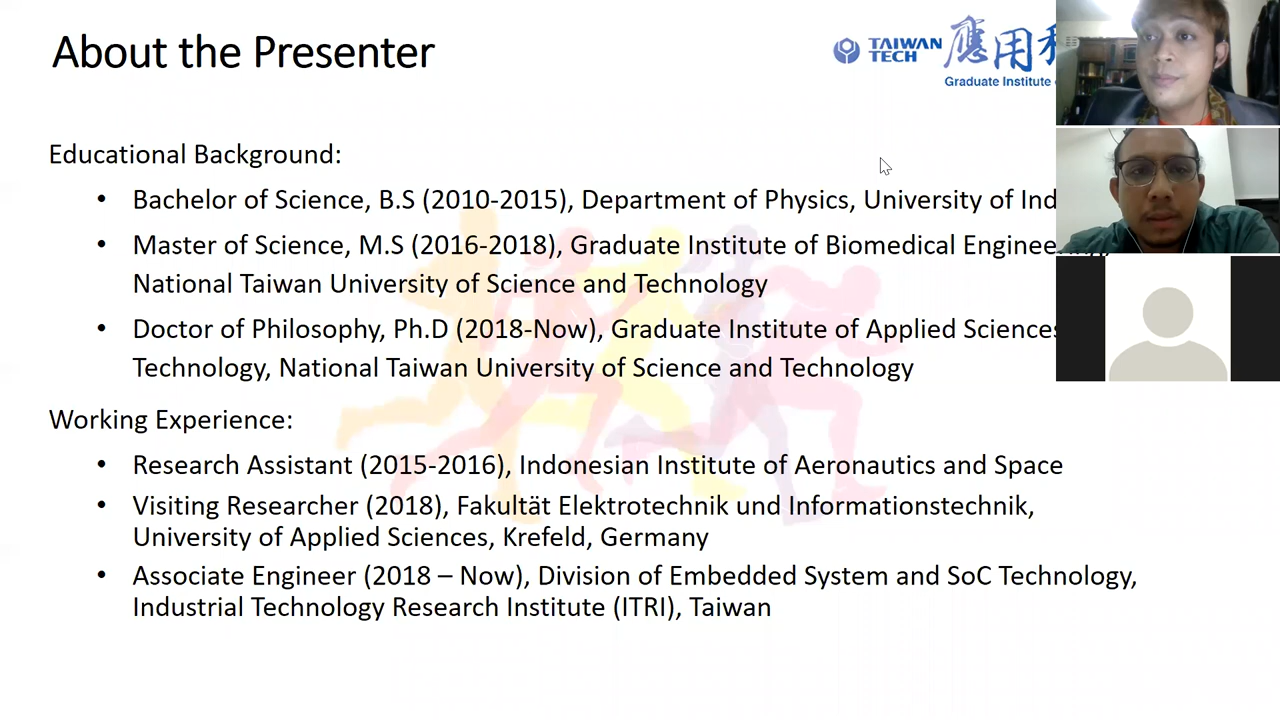 About the Presenter
TAIWAN
TECH
應用
Graduate Institute
Educational Background:
• Bachelor of Science, B.S (2010-2015), Department of Physics, University of
• Master of Science, M.S (2016-2018), Graduate Institute of Biomedical
National Taiwan University of Science and Technology
• Doctor of Philosophy, Ph.D (2018-Now), Graduate Institute of Applied Sciences
Technology, National Taiwan University of Science and Technology
Working Experience:
• Research Assistant (2015-2016), Indonesian Institute of Aeronautics and Space
• Visiting Researcher (2018), Fakultät Elektrotechnik und Informationstechnik,
University of Applied Sciences, Krefeld, Germany
• Associate Engineer (2018 – Now), Division of Embedded System and SoC Technology,
Industrial Technology Research Institute (ITRI), Taiwan